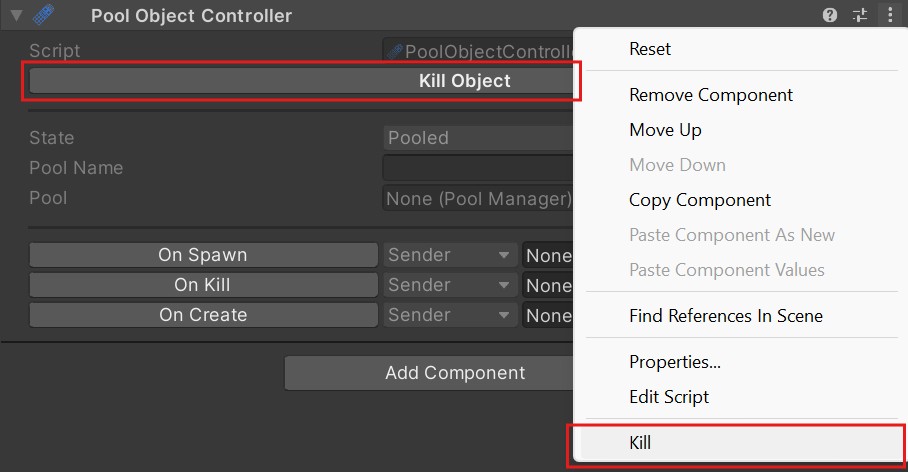 Pool Object Controller
Script PoolObjectControlle
Kill Object
State Pooled
Pool Name
Pool None (Pool Manager)
On Spawn Sender None
On Kill Sender None
On Create Sender None
Add Component
Reset
Remove Component
Move Up
Move Down
Copy Component
Paste Component As New
Paste Component Values
Find References In Scene
Properties...
Edit Script
Kill